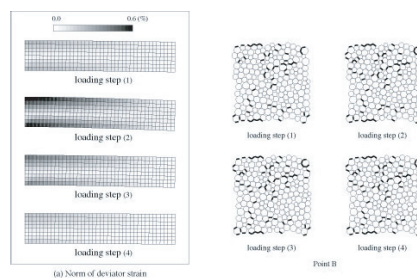 0.0 0.6 (%)
loading step (1)
loading step (2)
loading step (3)
loading step (4)
(a) Norm of deviator strain
loading step (1) loading step (2)
loading step (3) loading step (4)
Point B